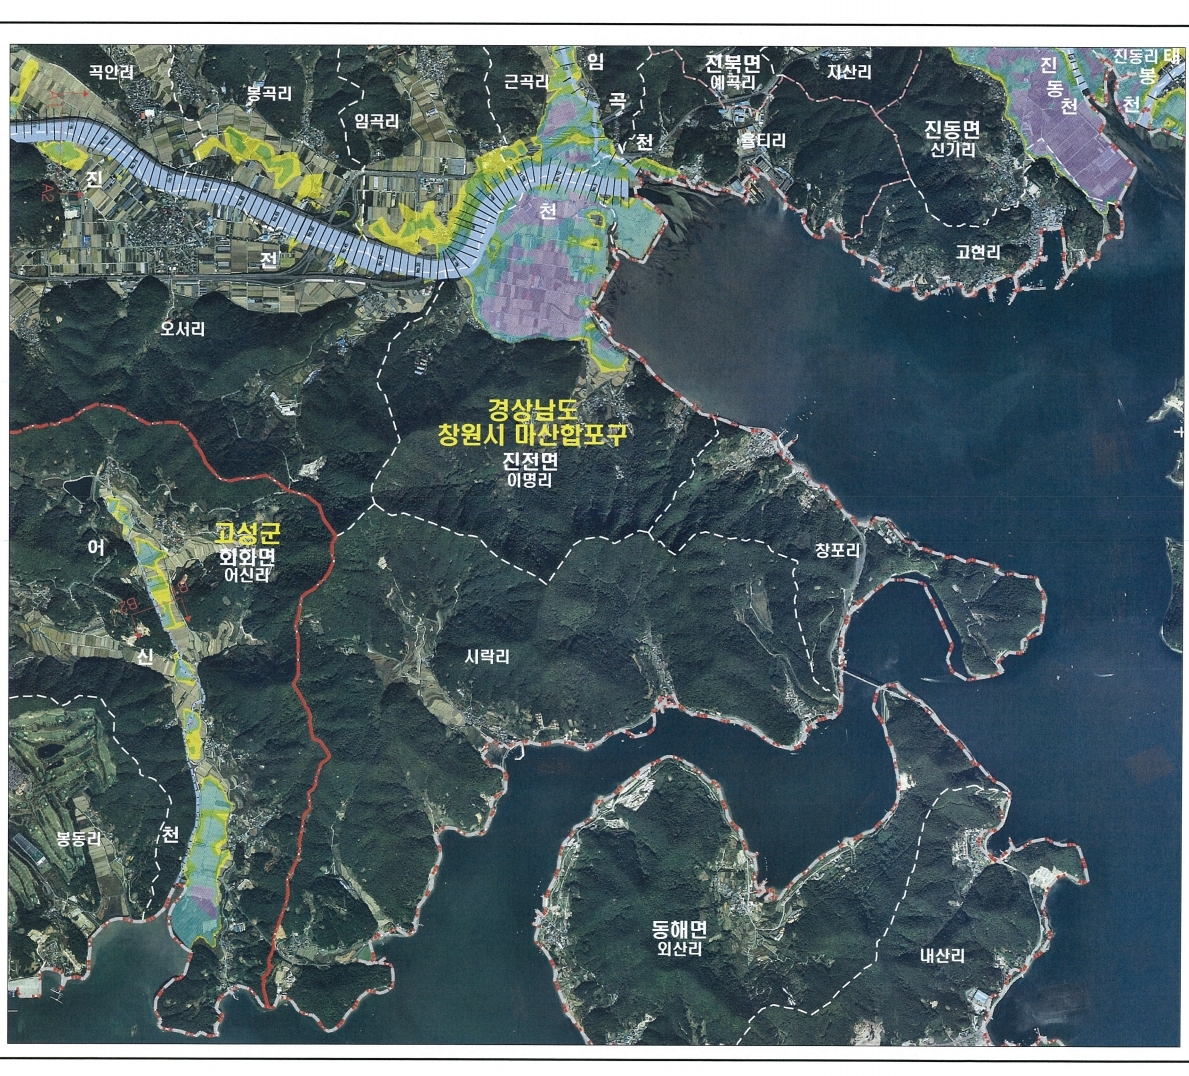 곡안리
봉곡리
임곡리
근곡리
임
곡
천
진북면
예곡리
지산리
율티리
진동면
신기리
진
동
천
진동리
태
봉
천
고현리
진
전
천
A2
오서리
경상남도
창원시 마산합포구
진전면
이명리
고성군
회화면
어신리
어
신
천
B2
창포리
시락리
봉동리
동해면
외산리
내산리